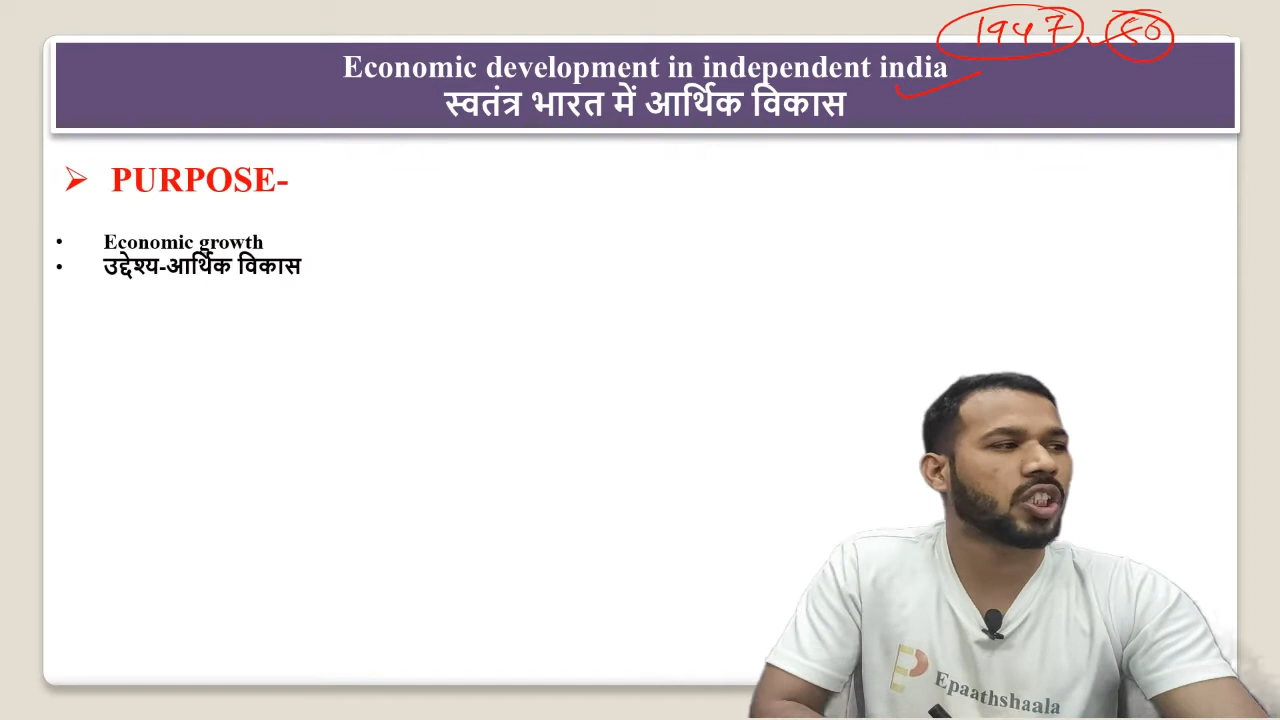 1947
Economic development in independent india
स्वतंत्र भारत में आर्थिक विकास
➢ PURPOSE-
• Economic growth
• उद्देश्य-आर्थिक विकास
Epaathshaala